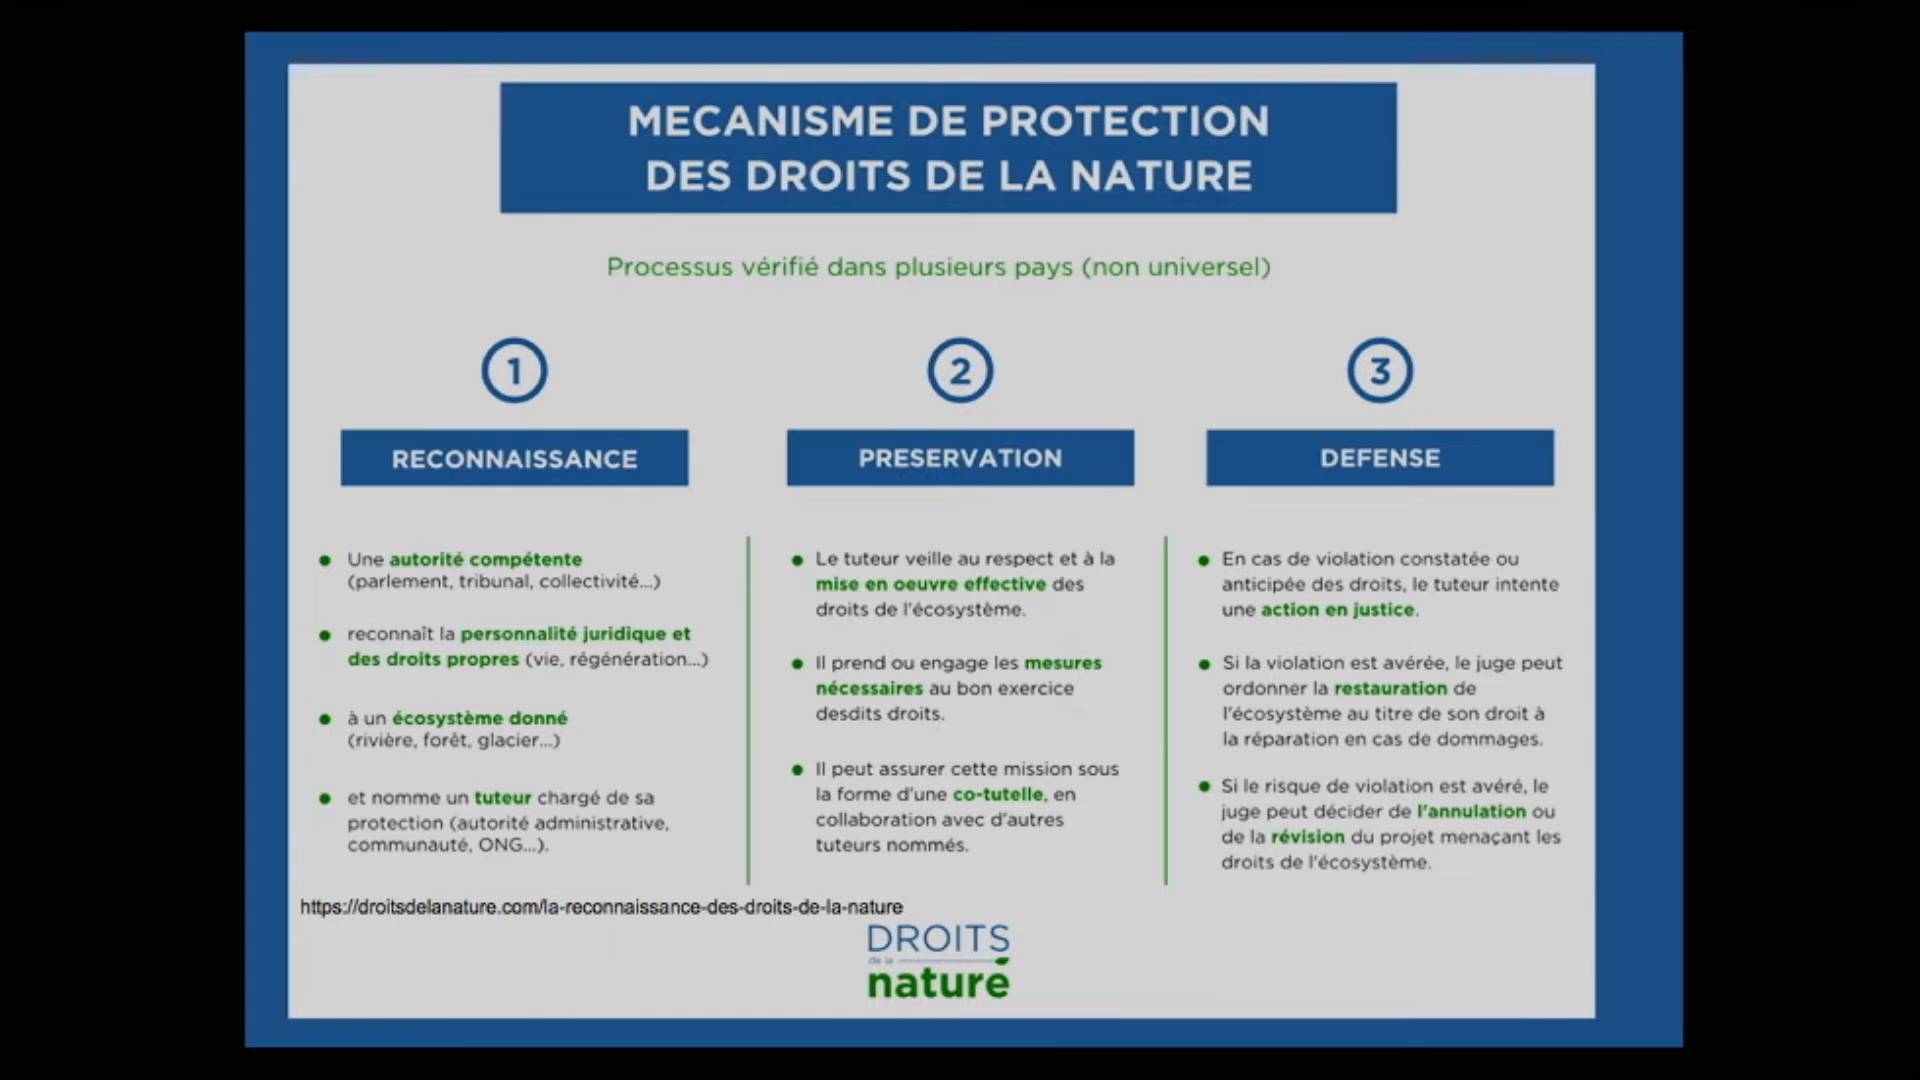 MECANISME DE PROTECTION
DES DROITS DE LA NATURE
Processus vérifié dans plusieurs pays (non universel)
1
RECONNAISSANCE
Une autorité compétente
(parlement, tribunal, collectivité...)
reconnaît la personnalité juridique et
des droits propres (vie, régénération...)
à un écosystème donné
(rivière, forêt, glacier...)
et nomme un tuteur chargé de sa
protection (autorité administrative,
communauté, ONG...).
2
PRESERVATION
Le tuteur veille au respect et à la
mise en oeuvre effective des
droits de l'écosystème.
Il prend ou engage les mesures
nécessaires au bon exercice
desdits droits.
Il peut assurer cette mission sous
la forme d'une co-tutelle, en
collaboration avec d'autres
tuteurs nommés.
3
DEFENSE
En cas de violation constatée ou
anticipée des droits, le tuteur intente
une action en justice.
Si la violation est avérée, le juge peut
ordonner la restauration de
l'écosystème au titre de son droit à
la réparation en cas de dommages.
Si le risque de violation est avéré, le
juge peut décider de l'annulation ou
de la révision du projet menaçant les
droits de l'écosystème.
https://droitsdelanature.com/la-reconnaissance-des-droits-de-la-nature
DROITS
de la
nature